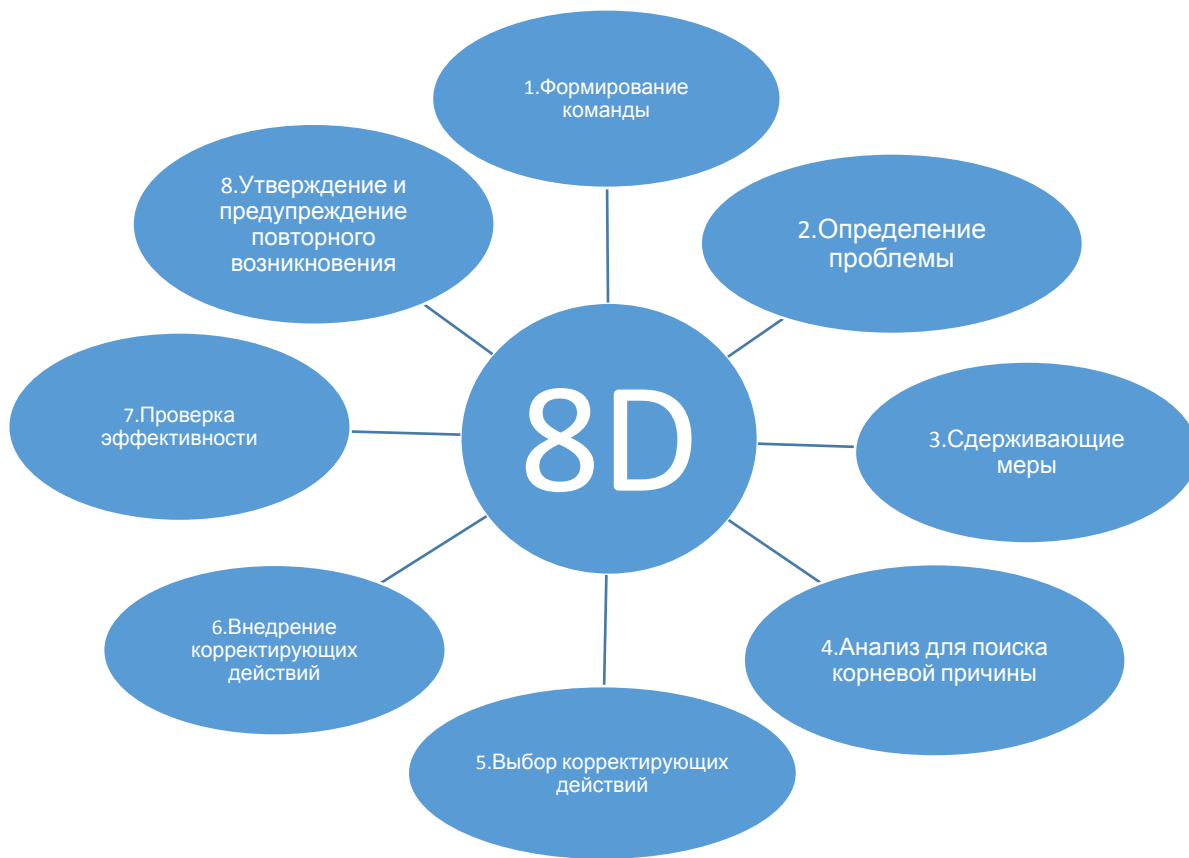 1.Формирование
команды
2.Определение
проблемы
3.Сдерживающие
меры
4.Анализ для поиска
корневой причины
5.Выбор корректирующих
действий
6.Внедрение
корректирующих
действий
7.Проверка
эффективности
8.Утверждение и
предупреждение
повторного
возникновения
8D